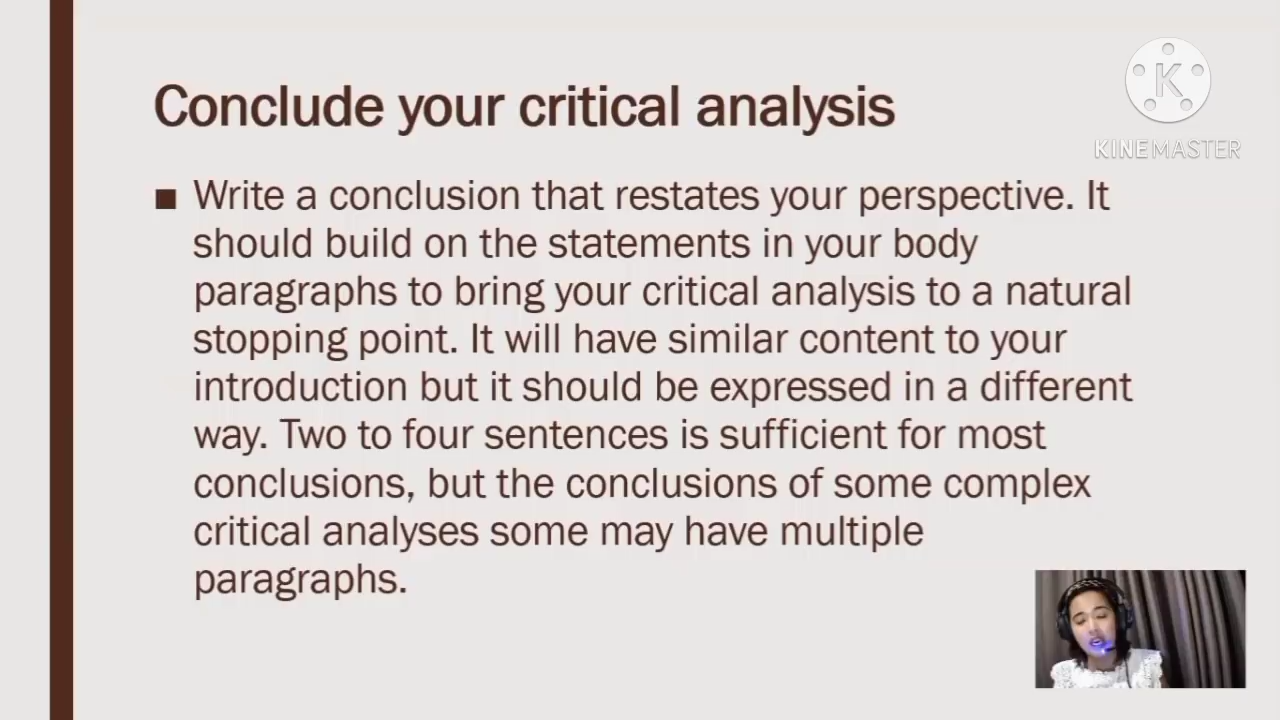 Conclude your critical analysis
K
KINEMASTER
■ Write a conclusion that restates your perspective. It
should build on the statements in your body
paragraphs to bring your critical analysis to a natural
stopping point. It will have similar content to your
introduction but it should be expressed in a different
way. Two to four sentences is sufficient for most
conclusions, but the conclusions of some complex
critical analyses some may have multiple
paragraphs.